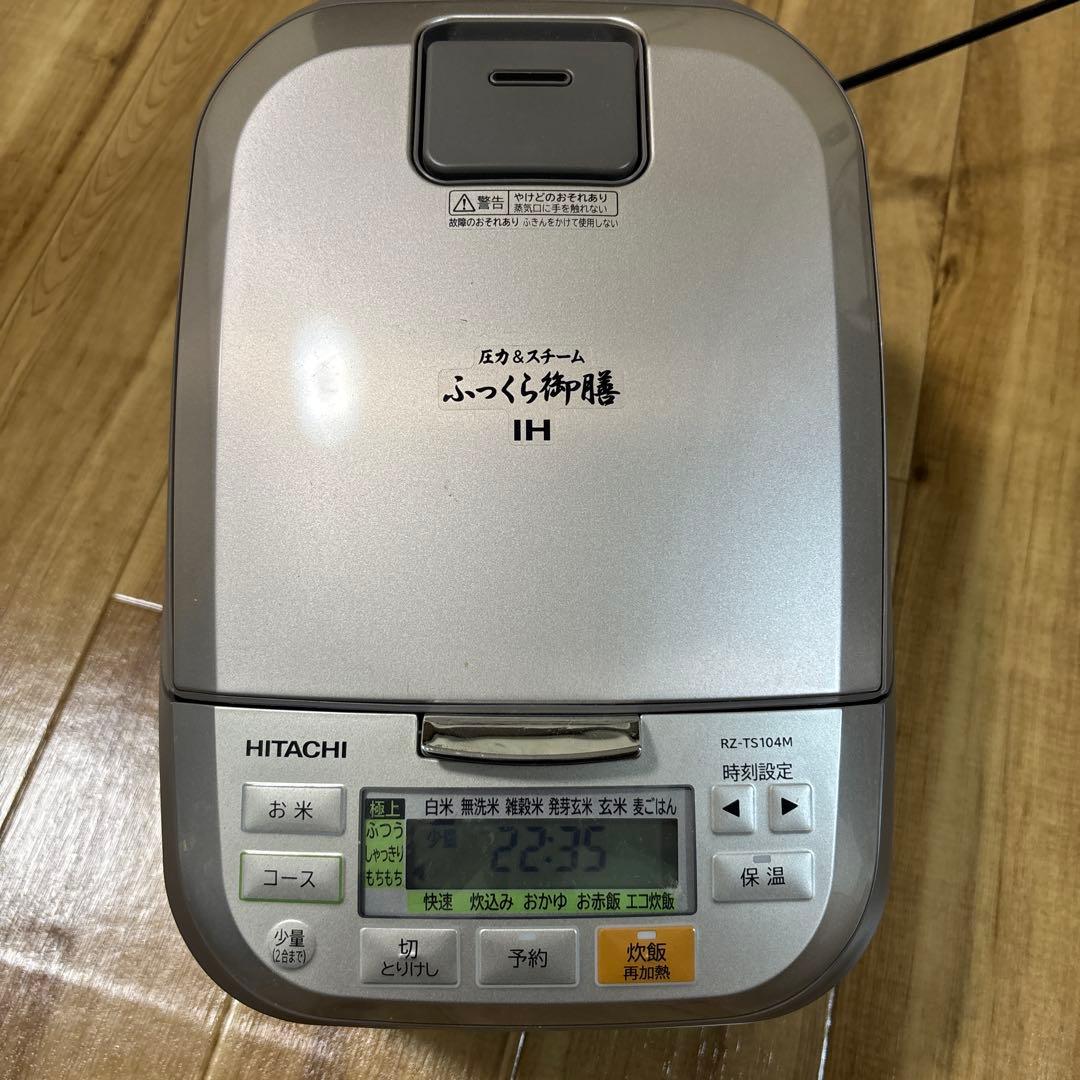 警告 やけどのおそれあり
蒸気口に手を触れない
故障のおそれあり ふきんをかけて使用しない
圧力&スチーム
ふっくら御膳
IH
HITACHI
RZ-TS104M
時刻設定
◀ ▶
お米
コース
少量
(2合まで)
極上
ふつう
しゃっきり
もちもち
白米 無洗米 雑穀米 発芽玄米 玄米 麦ごはん
少量
22:35
快速 炊込み おかゆ お赤飯 エコ炊飯
保温
切
とりけし
予約
炊飯
再加熱